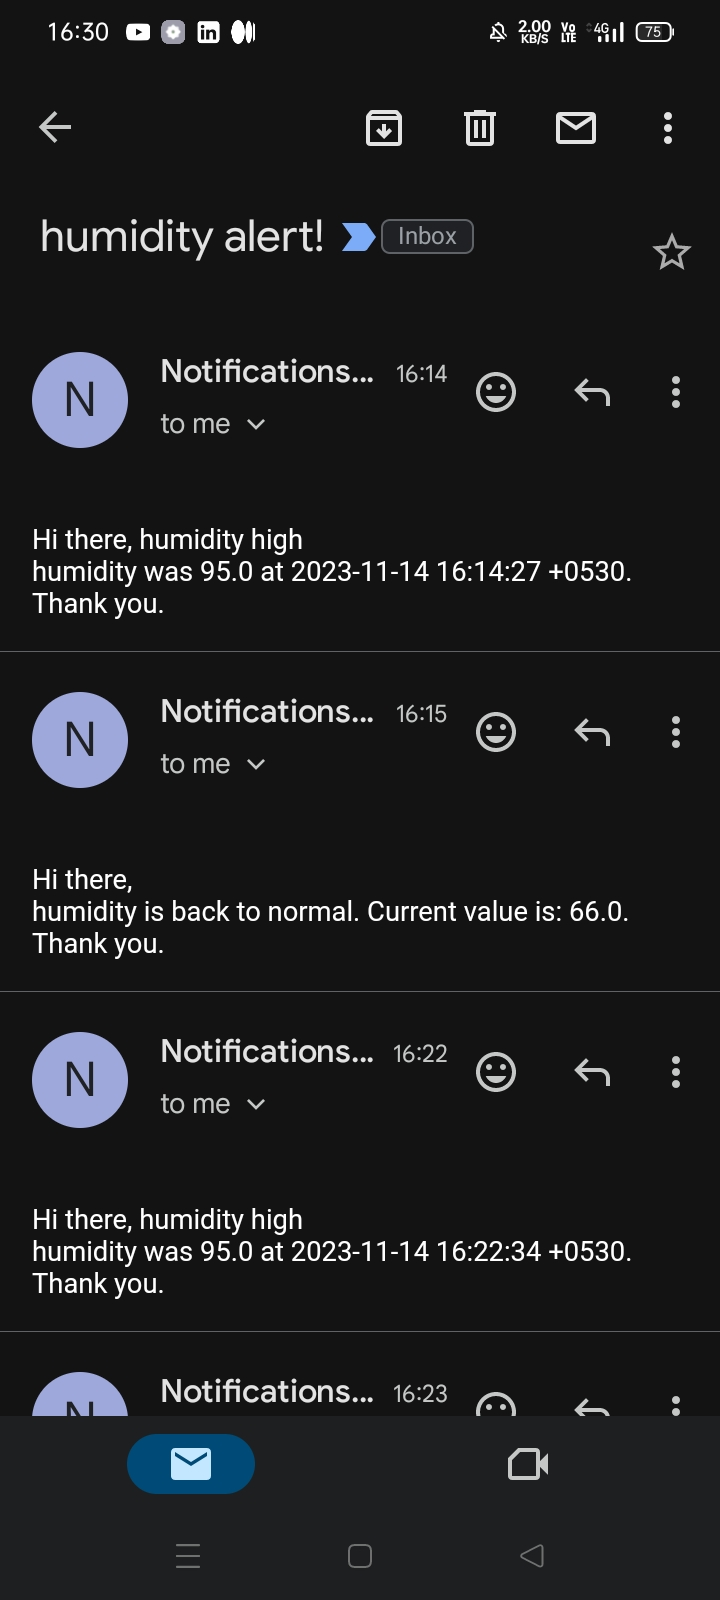 16:30 2.00 KB/S Vo LTE 4G 75
humidity alert! Inbox
N Notifications... 16:14
to me
Hi there, humidity high
humidity was 95.0 at 2023-11-14 16:14:27 +0530.
Thank you.
N Notifications... 16:15
to me
Hi there,
humidity is back to normal. Current value is: 66.0.
Thank you.
N Notifications... 16:22
to me
Hi there, humidity high
humidity was 95.0 at 2023-11-14 16:22:34 +0530.
Thank you.
N Notifications... 16:23